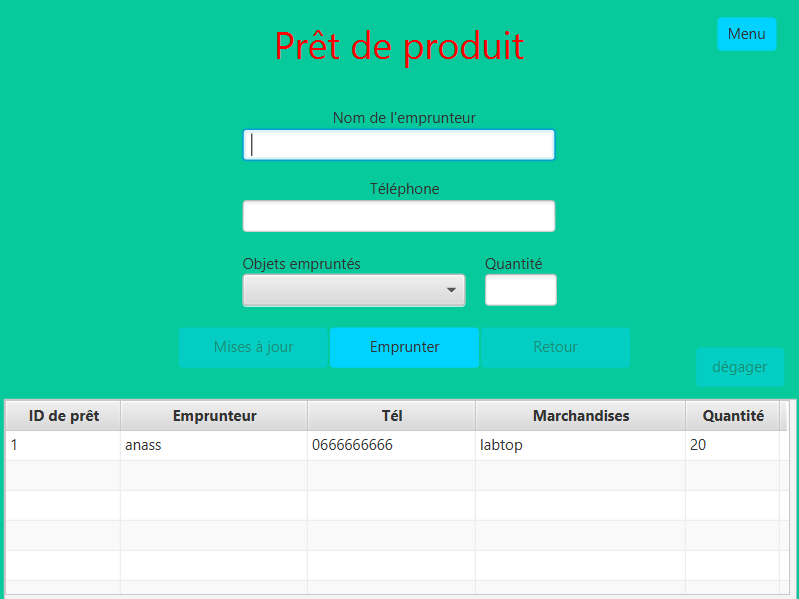 Prêt de produit
Menu
Nom de l'emprunteur
Téléphone
Objets empruntés
Quantité
Mises à jour
Emprunter
Retour
dégager
ID de prêt Emprunteur Tél Marchandises Quantité
1 anass 0666666666 labtop 20